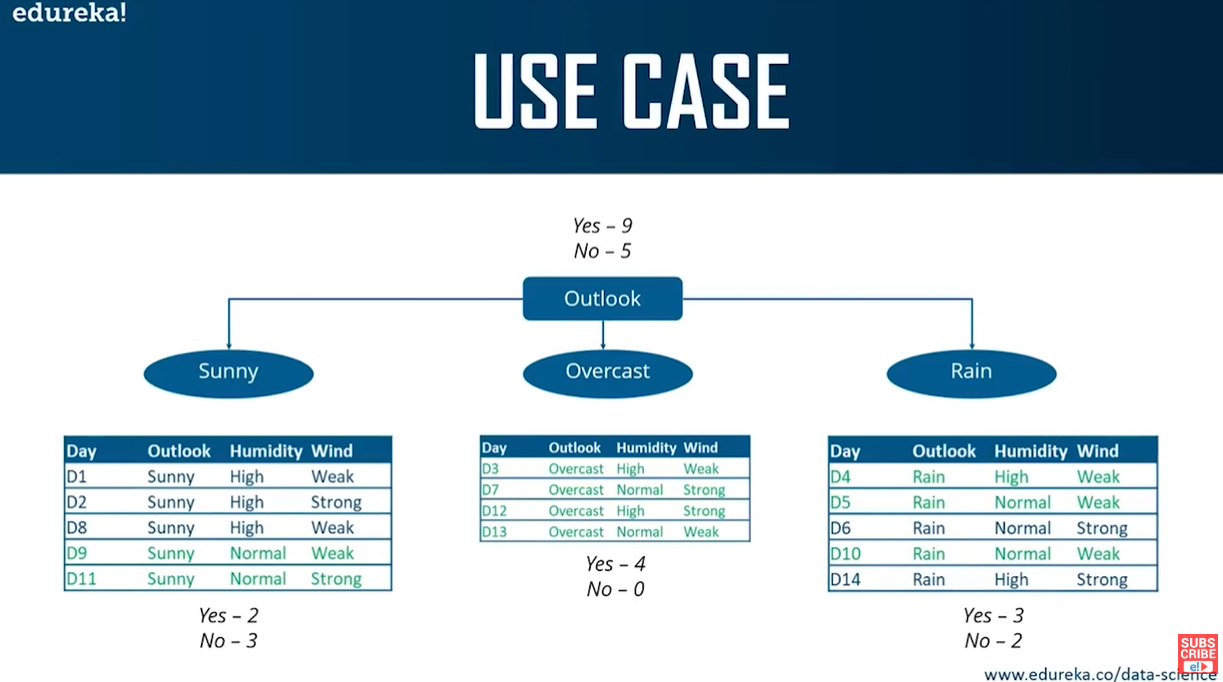 edureka!
USE CASE
Yes – 9
No – 5
Outlook
Sunny
Overcast
Rain
Day Outlook Humidity Wind
D1 Sunny High Weak
D2 Sunny High Strong
D8 Sunny High Weak
D9 Sunny Normal Weak
D11 Sunny Normal Strong
Yes – 2
No – 3
Day Outlook Humidity Wind
D3 Overcast High Weak
D7 Overcast Normal Strong
D12 Overcast High Strong
D13 Overcast Normal Weak
Yes – 4
No – 0
Day Outlook Humidity Wind
D4 Rain High Weak
D5 Rain Normal Weak
D6 Rain Normal Strong
D10 Rain Normal Weak
D14 Rain High Strong
Yes – 3
No – 2
SUBS
CRIBE
e!
www.edureka.co/data-science